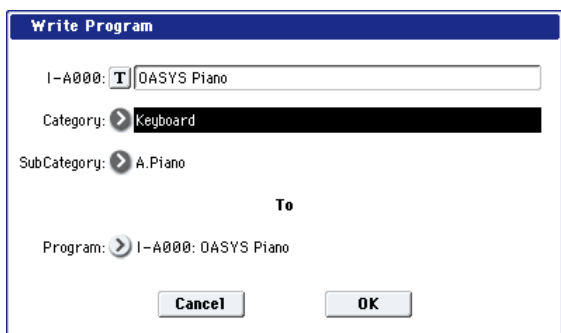 Write Program
I-A000: T OASYS Piano
Category: Keyboard
SubCategory: A.Piano
To
Program: I-A000: OASYS Piano
Cancel OK